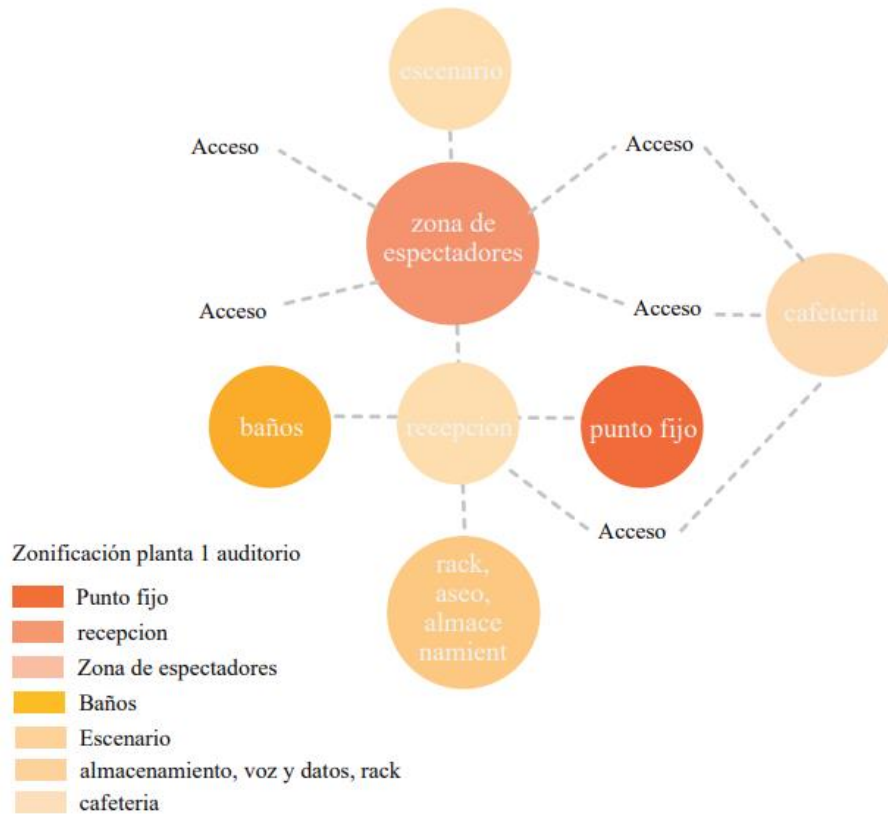 escenario
Acceso
Acceso
zona de
espectadores
Acceso
Acceso
cafeteria
baños
recepcion
punto fijo
Acceso
rack,
aseo,
almace
namient
Zonificación planta 1 auditorio
Punto fijo
recepcion
Zona de espectadores
Baños
Escenario
almacenamiento, voz y datos, rack
cafeteria